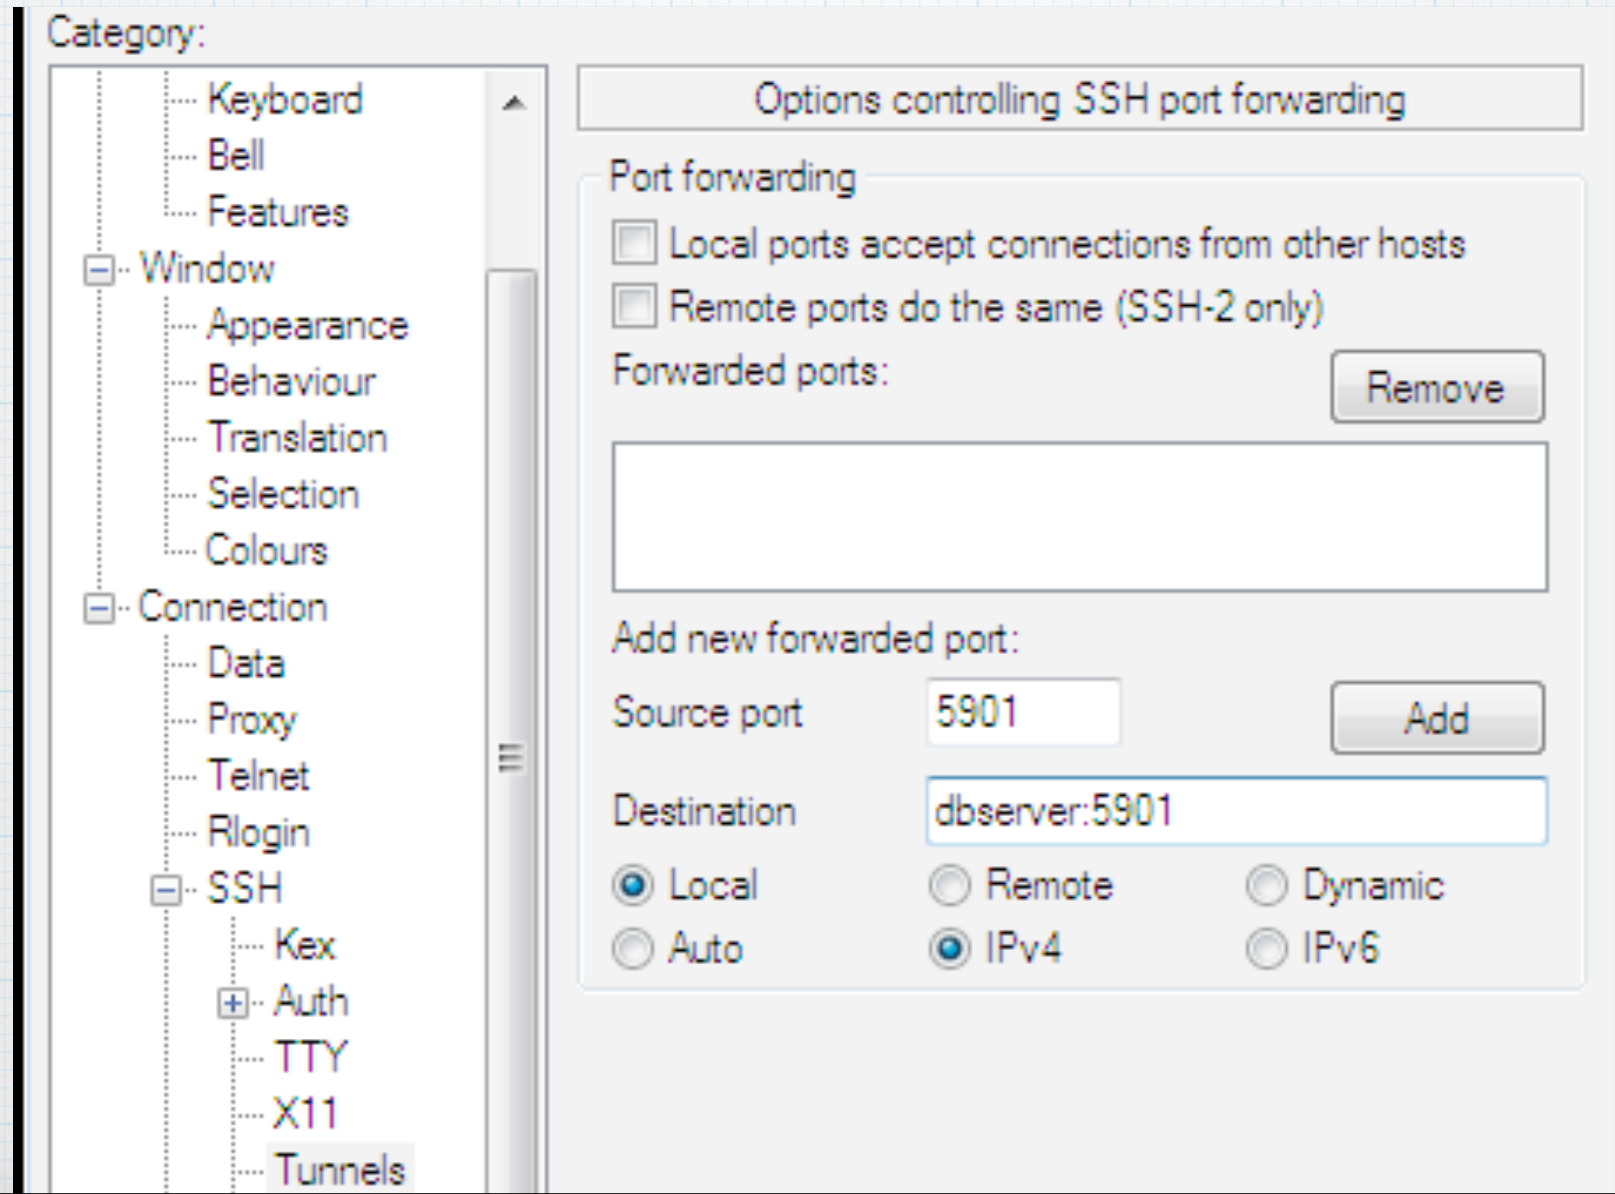 Category:
Keyboard
Bell
Features
Window
Appearance
Behaviour
Translation
Selection
Colours
Connection
Data
Proxy
Telnet
Rlogin
SSH
Kex
Auth
TTY
X11
Tunnels
Options controlling SSH port forwarding
Port forwarding
Local ports accept connections from other hosts
Remote ports do the same (SSH-2 only)
Forwarded ports:
Remove
Add new forwarded port:
Source port 5901 Add
Destination dbserver:5901
Local Remote Dynamic
Auto IPv4 IPv6